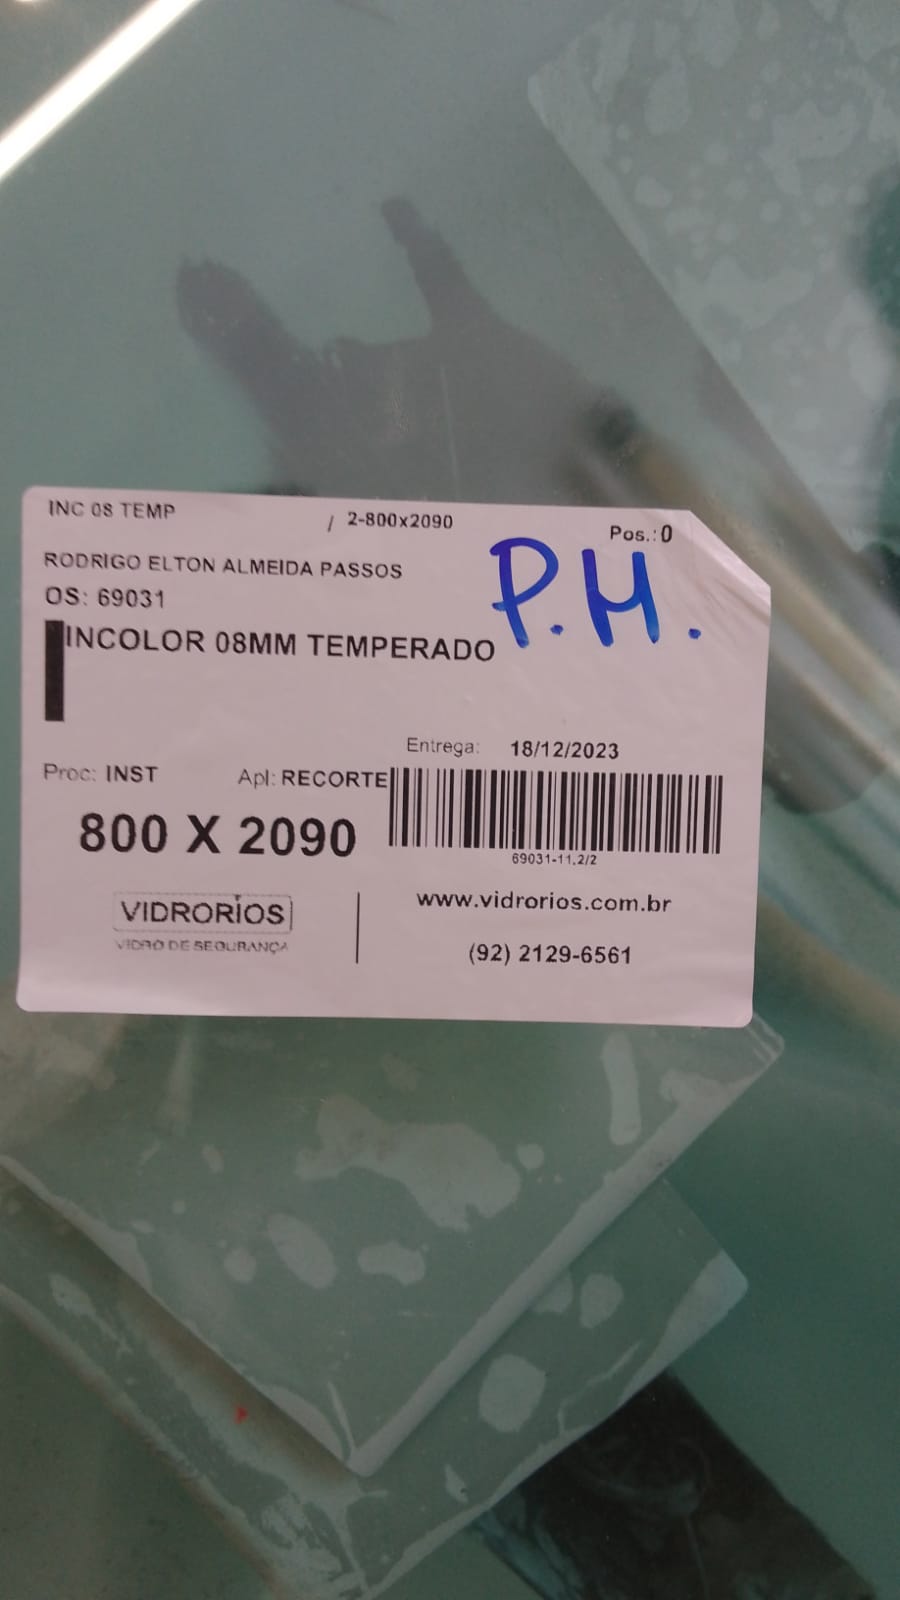 INC 08 TEMP / 2-800x2090 Pos.: 0
RODRIGO ELTON ALMEIDA PASSOS
P.M.
OS: 69031
INCOLOR 08MM TEMPERADO
Entrega: 18/12/2023
Proc: INST Apl: RECORTE
800 X 2090
69031-11.2/2
VIDRORIOS
VIDRO DE SEGURANÇA
www.vidrorios.com.br
(92) 2129-6561